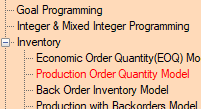 Goal Programming
Integer & Mixed Integer Programming
Inventory
Economic Order Quantity(EOQ) Mo
Production Order Quantity Model
Back Order Inventory Model
Production with Backorders Model